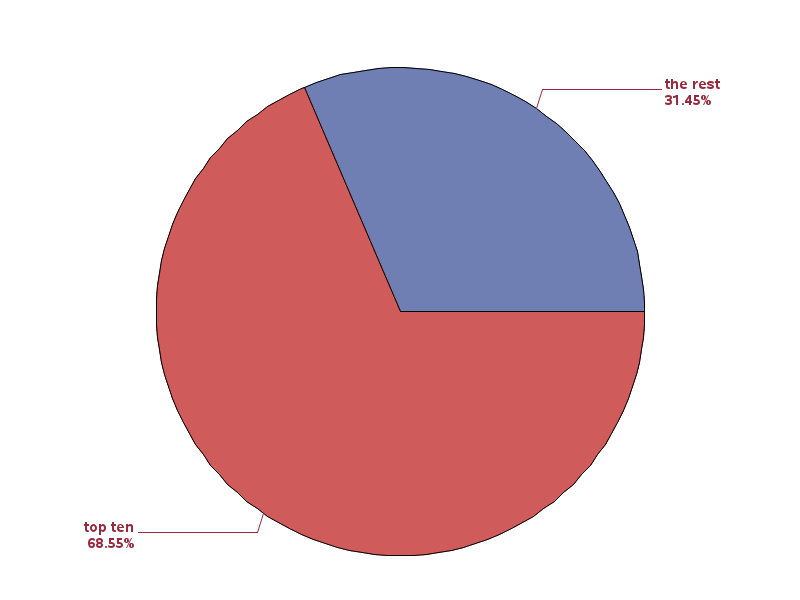 the rest
31.45%
top ten
68.55%